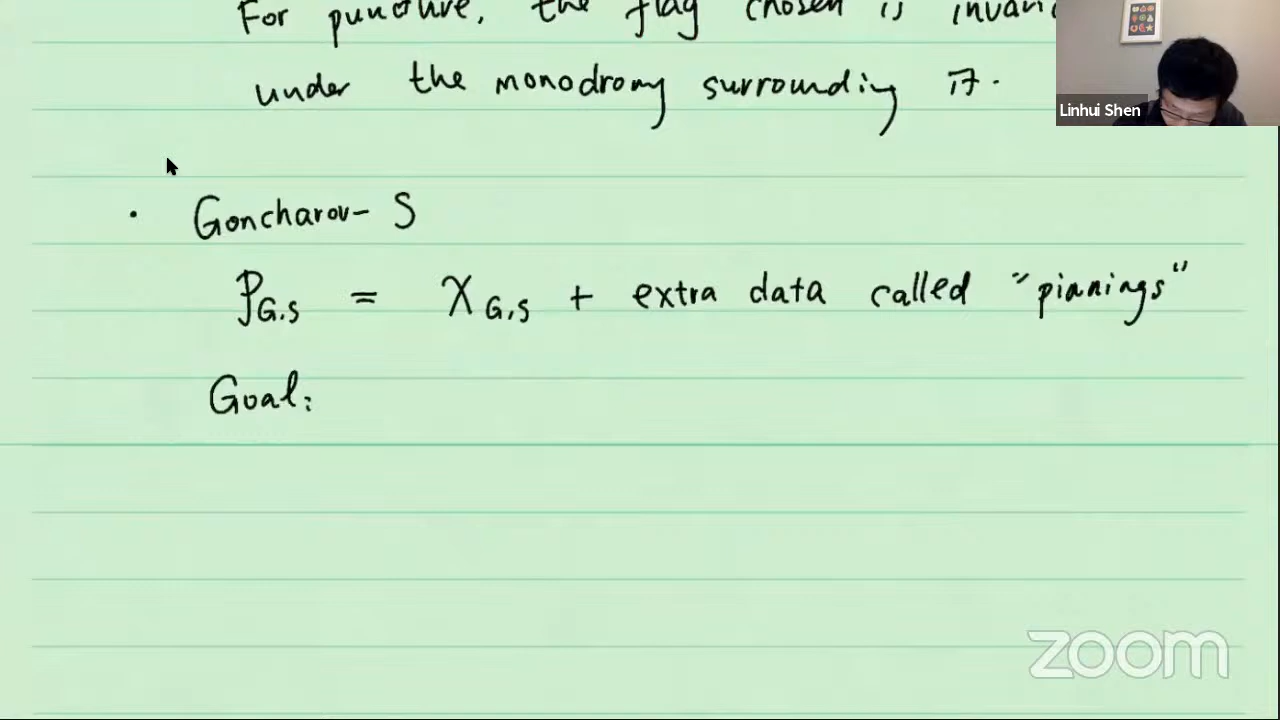 For puncture, the flag chosen is invari
under the monodromy surrounding it.
Linhui Shen
· Goncharov- S
P_{G,S} = X_{G,S} + extra data called "pinnings"
Goal:
zoom